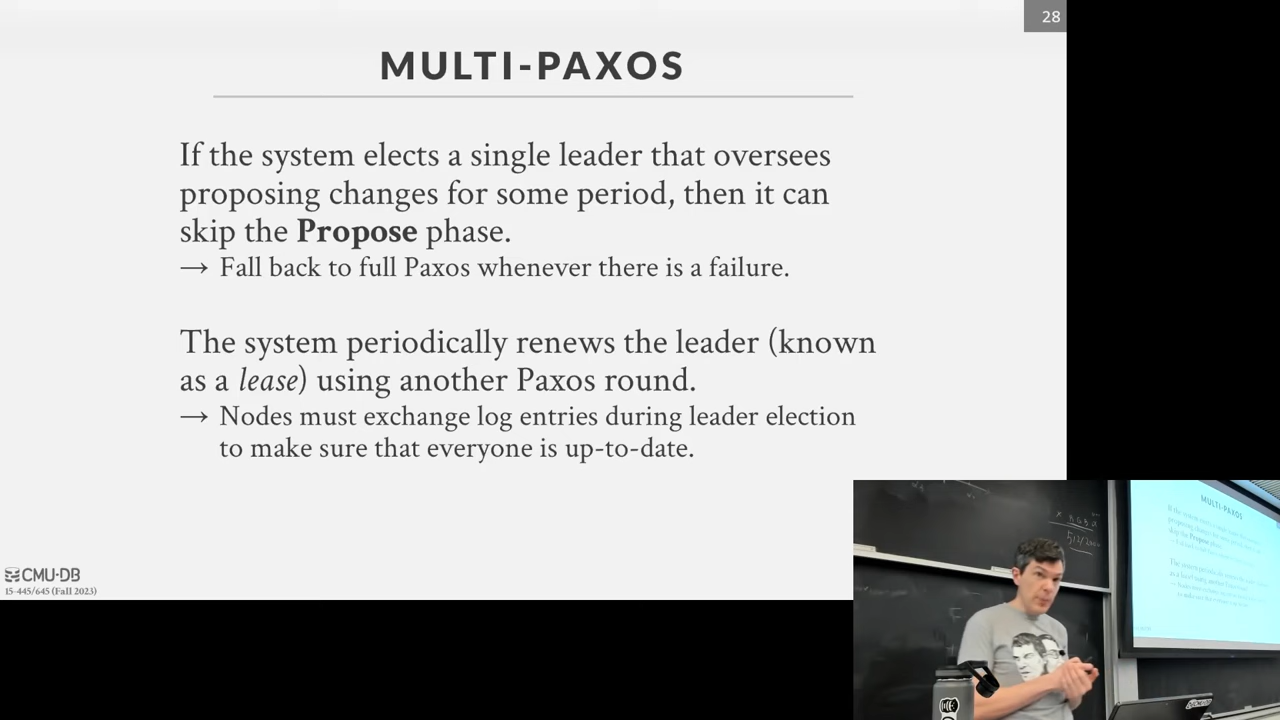 28
MULTI-PAXOS
If the system elects a single leader that oversees
proposing changes for some period, then it can
skip the Propose phase.
→ Fall back to full Paxos whenever there is a failure.
The system periodically renews the leader (known
as a lease) using another Paxos round.
→ Nodes must exchange log entries during leader election
to make sure that everyone is up-to-date.
CMU·DB
15-445/645 (Fall 2023)
MULTI-PAXOS